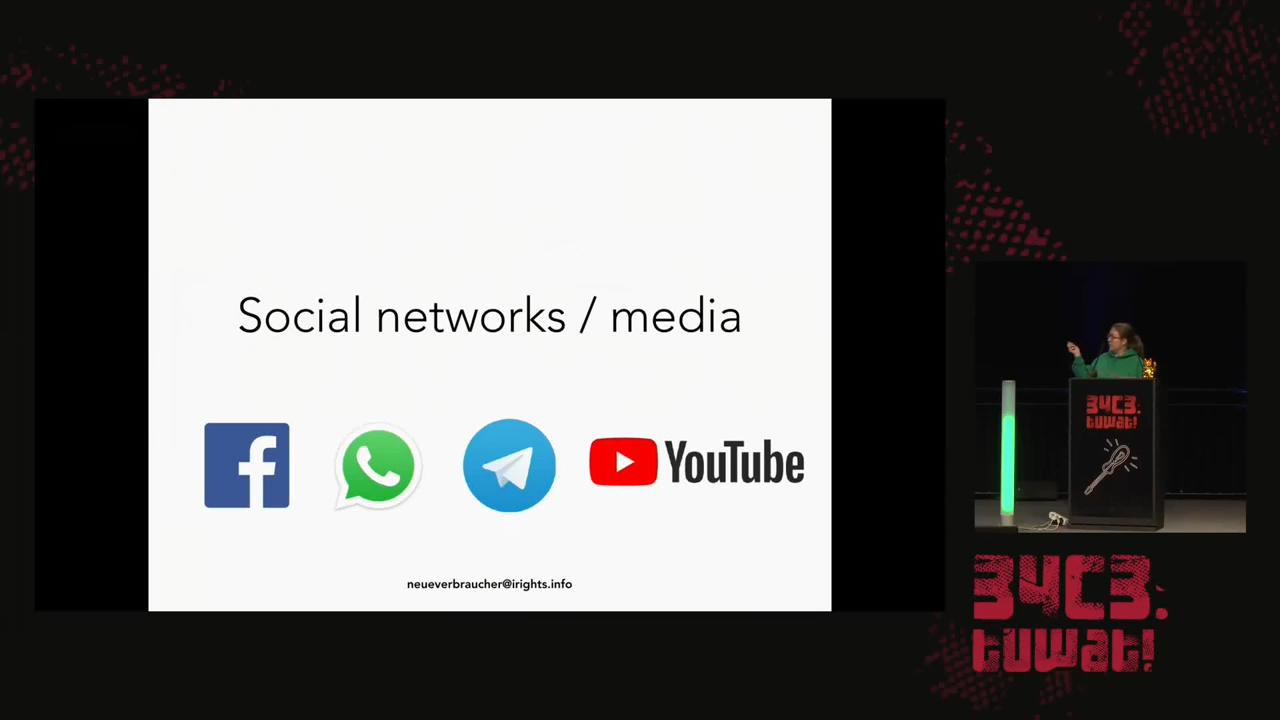 Social networks / media
YouTube
neueverbraucher@irights.info
34C3.
tuwat!
34C3.
tuwat!